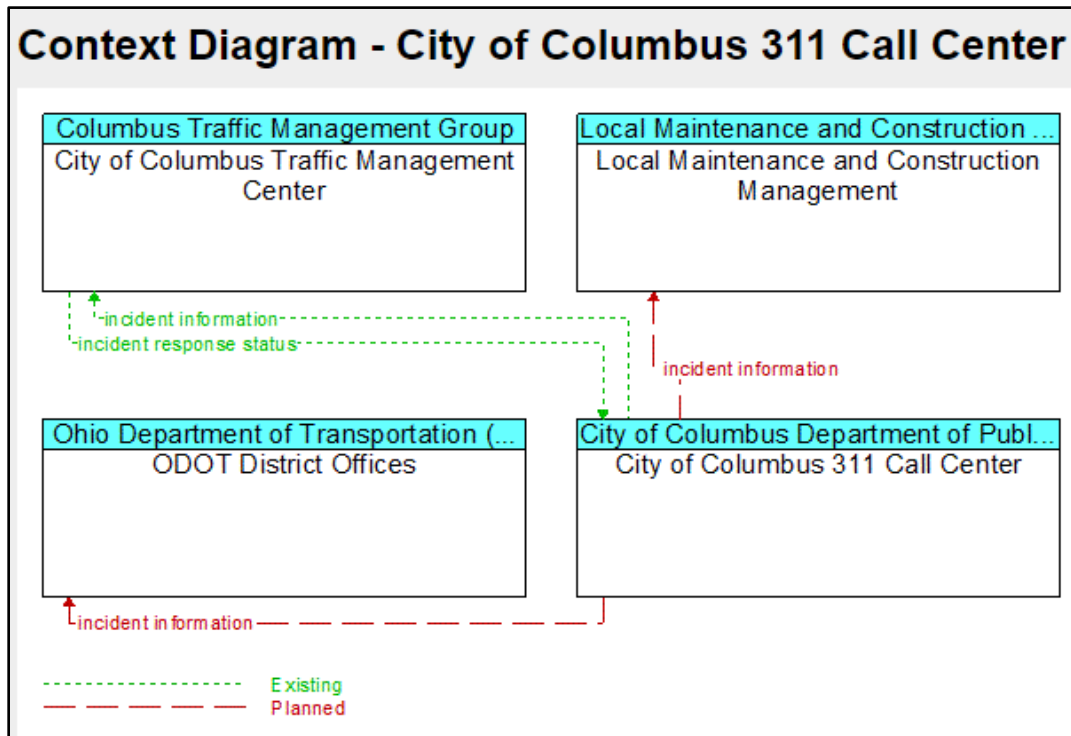 Context Diagram - City of Columbus 311 Call Center
Columbus Traffic Management Group
City of Columbus Traffic Management
Center
Local Maintenance and Construction ...
Local Maintenance and Construction
Management
incident information
incident response status
incident information
Ohio Department of Transportation (...
ODOT District Offices
City of Columbus Department of Publ...
City of Columbus 311 Call Center
incident information
Existing
Planned